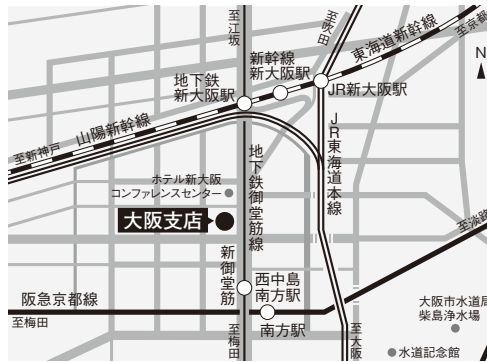 至江坂
至吹田
東海道新幹線
至京都
新幹線
新大阪駅
地下鉄
新大阪駅
JR新大阪駅
N
山陽新幹線
至新神戸
JR東海道本線
地下鉄御堂筋線
ホテル新大阪
コンファレンスセンター
大阪支店
至淡路
新御堂筋
西中島
南方駅
阪急京都線
南方駅
至梅田
至梅田
至大阪
大阪市水道局
柴島浄水場
水道記念館